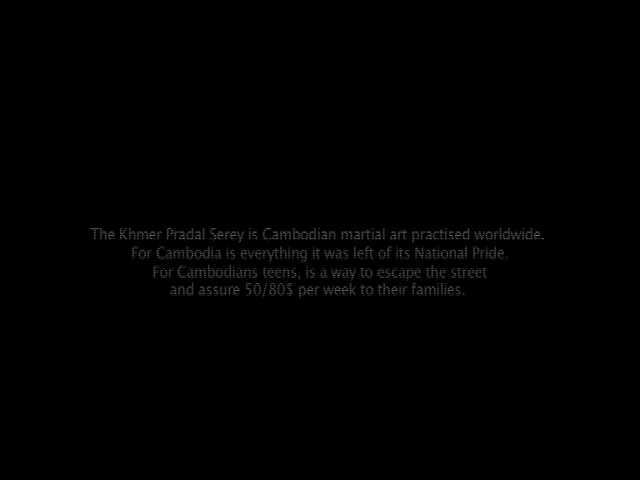 The Khmer Pradal Serey is Cambodian martial art practised worldwide.
For Cambodia is everything it was left of its National Pride.
For Cambodians teens, is a way to escape the street
and assure 50/80$ per week to their families.